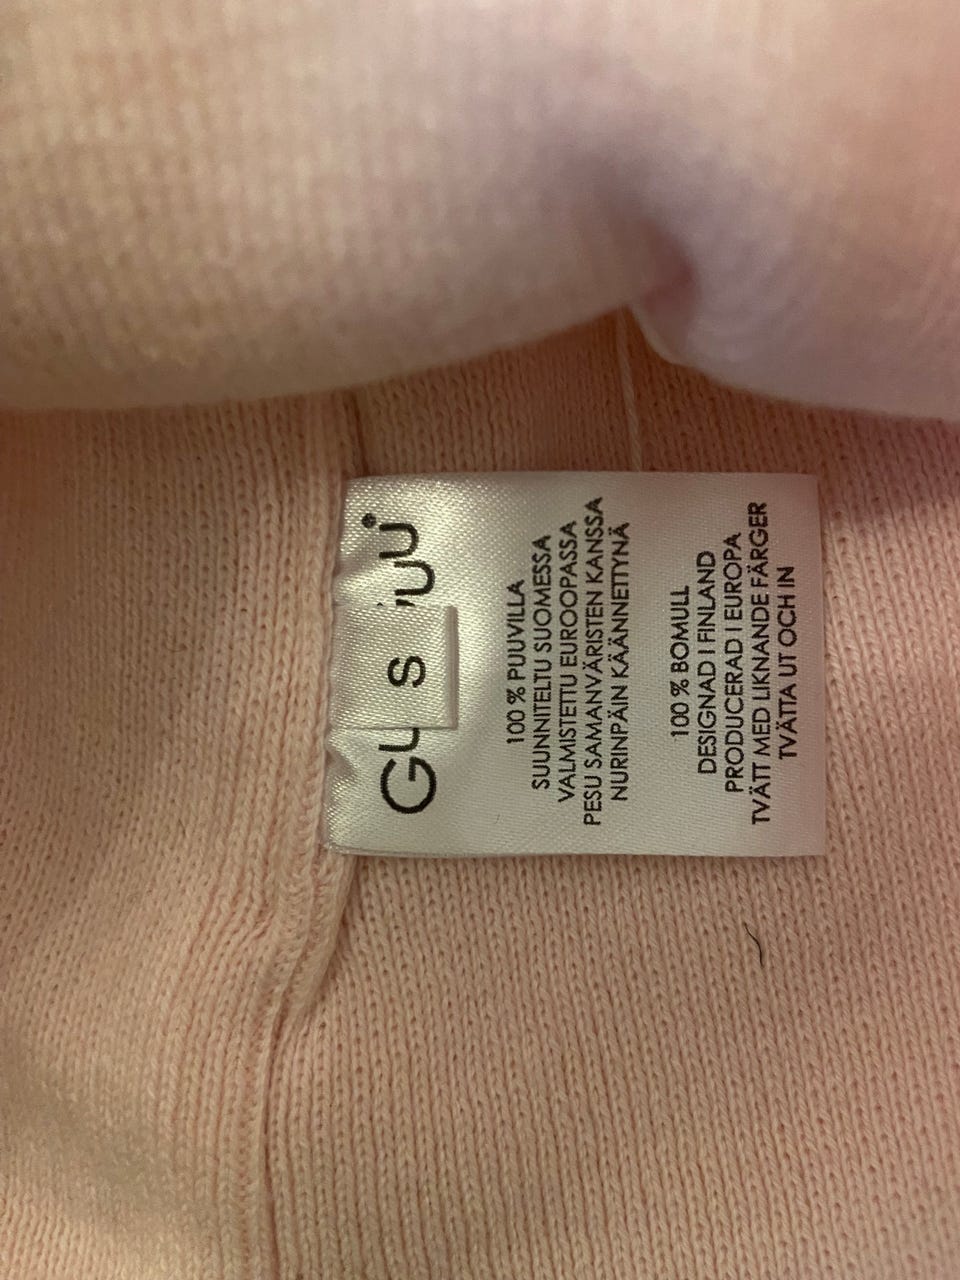 S
100 % PUUVILLA
SUUNNITELTU SUOMESSA
VALMISTETTU EUROOPASSA
PESU SAMANVÄRISTEN KANSSA
NURINPÄIN KÄÄNNETTYNÄ
100 % BOMULL
DESIGNAD I FINLAND
PRODUCERAD I EUROPA
TVÄTT MED LIKNANDE FÄRGER
TVÄTTA UT OCH IN